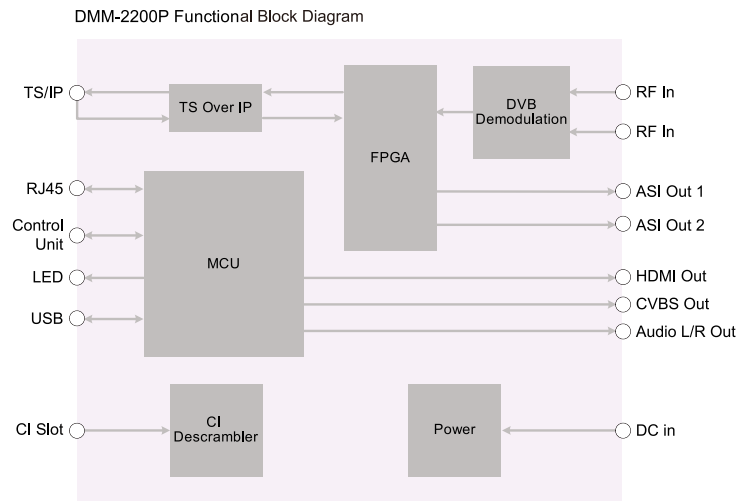 DMM-2200P Functional Block Diagram
TS/IP
TS Over IP
FPGA
DVB
Demodulation
RF In
RF In
RJ45
Control
Unit
LED
USB
MCU
ASI Out 1
ASI Out 2
HDMI Out
CVBS Out
Audio L/R Out
CI Slot
CI
Descrambler
Power
DC in